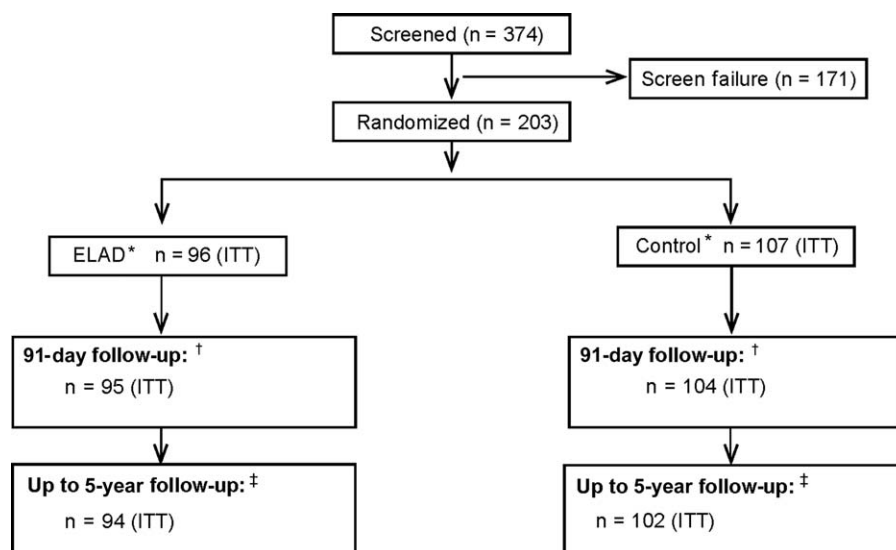 Screened (n = 374)
Screen failure (n = 171)
Randomized (n = 203)
ELAD* n = 96 (ITT)
Control* n = 107 (ITT)
91-day follow-up: †
n = 95 (ITT)
91-day follow-up: †
n = 104 (ITT)
Up to 5-year follow-up: ‡
n = 94 (ITT)
Up to 5-year follow-up: ‡
n = 102 (ITT)